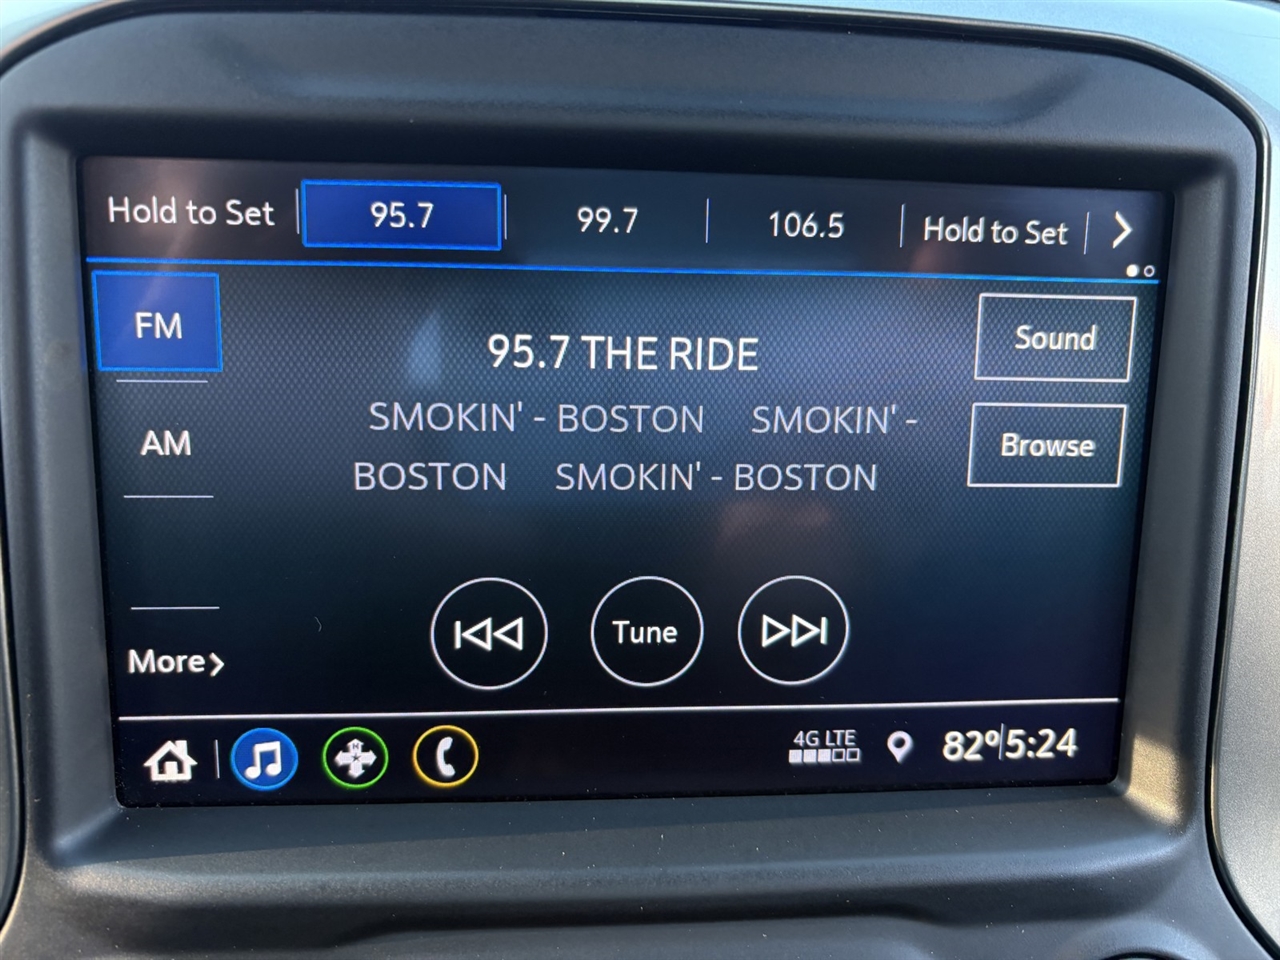 Hold to Set 95.7 99.7 106.5 Hold to Set
FM
95.7 THE RIDE
Sound
SMOKIN' - BOSTON SMOKIN' -
AM
Browse
BOSTON SMOKIN' - BOSTON
Tune
More
4G LTE
82° 5:24